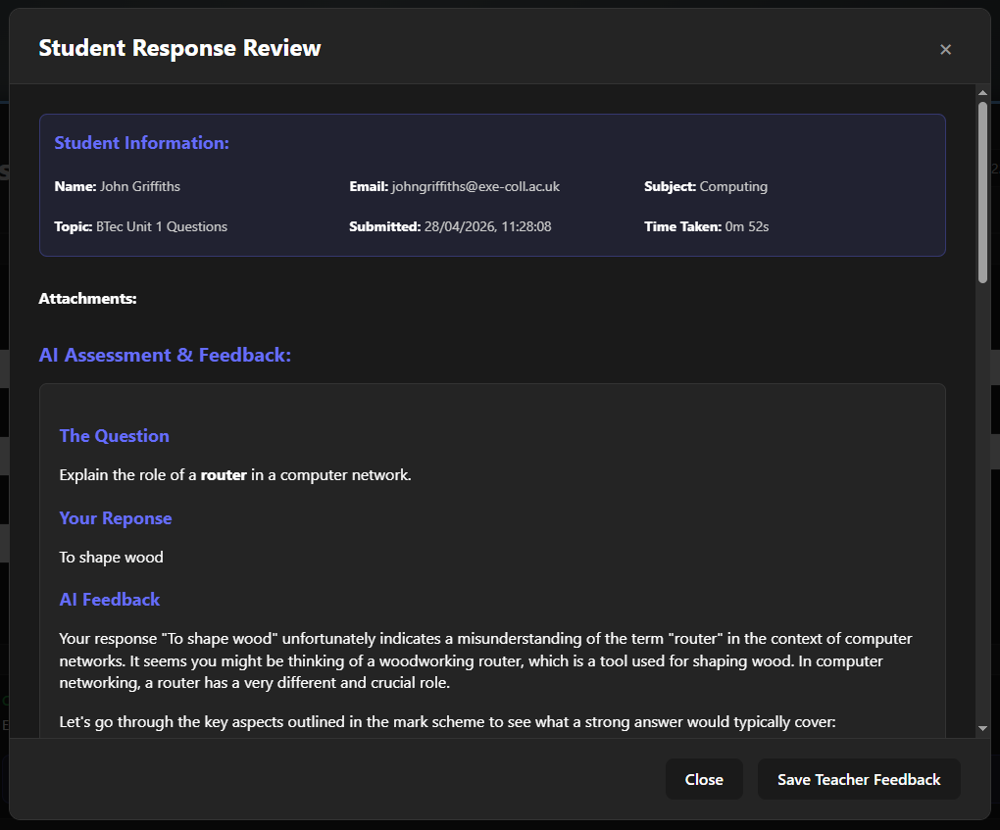 Student Response Review
×
Student Information:
Name: John Griffiths
Email: johngriffiths@exe-coll.ac.uk
Subject: Computing
Topic: BTec Unit 1 Questions
Submitted: 28/04/2026, 11:28:08
Time Taken: 0m 52s
Attachments:
AI Assessment & Feedback:
The Question
Explain the role of a router in a computer network.
Your Reponse
To shape wood
AI Feedback
Your response "To shape wood" unfortunately indicates a misunderstanding of the term "router" in the context of computer
networks. It seems you might be thinking of a woodworking router, which is a tool used for shaping wood. In computer
networking, a router has a very different and crucial role.
Let's go through the key aspects outlined in the mark scheme to see what a strong answer would typically cover:
Close
Save Teacher Feedback